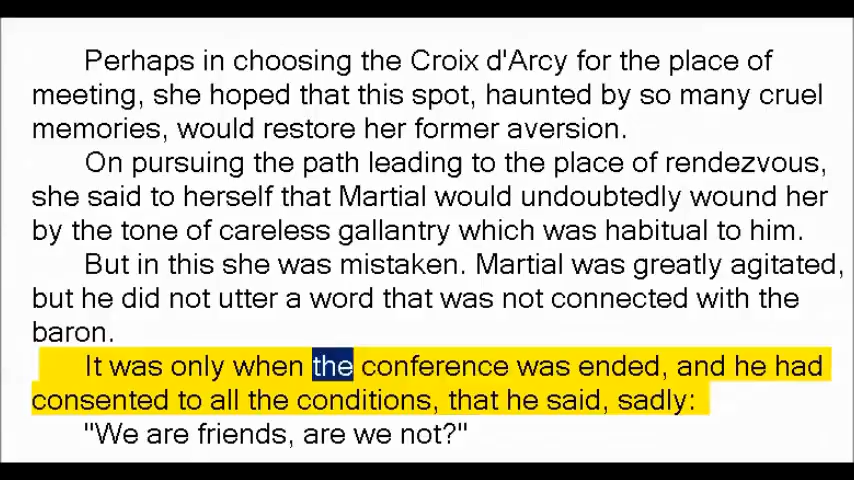 Perhaps in choosing the Croix d'Arcy for the place of
meeting, she hoped that this spot, haunted by so many cruel
memories, would restore her former aversion.
On pursuing the path leading to the place of rendezvous,
she said to herself that Martial would undoubtedly wound her
by the tone of careless gallantry which was habitual to him.
But in this she was mistaken. Martial was greatly agitated,
but he did not utter a word that was not connected with the
baron.
It was only when the conference was ended, and he had
consented to all the conditions, that he said, sadly:
"We are friends, are we not?"